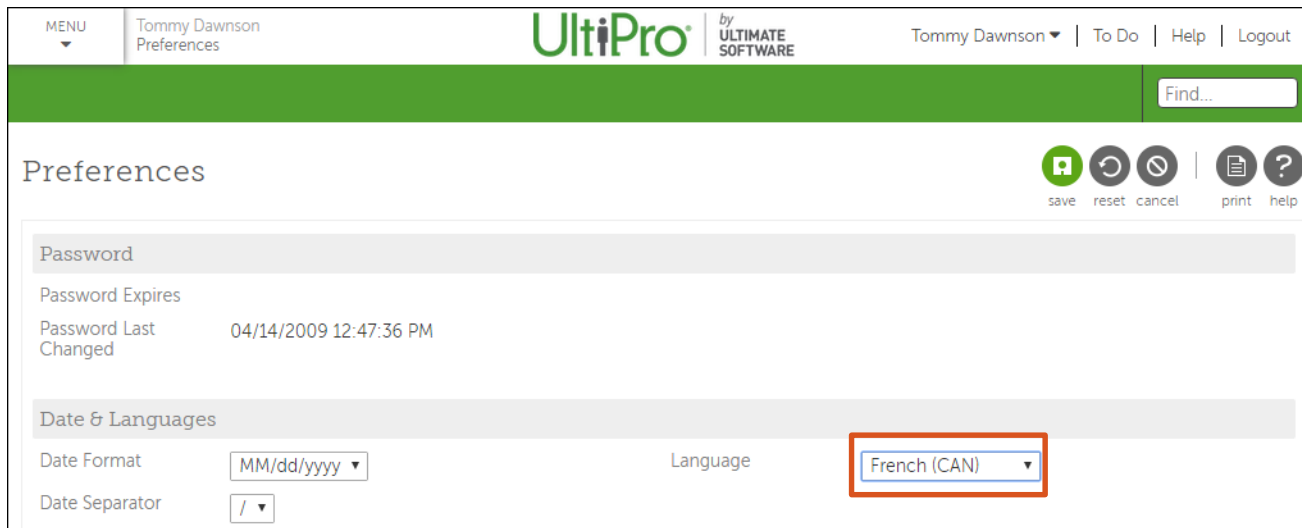 MENU
Tommy Dawnson
Preferences
UltiPro® by ULTIMATE SOFTWARE
Tommy Dawnson | To Do | Help | Logout
Find...
Preferences
save reset cancel print help
Password
Password Expires
Password Last Changed 04/14/2009 12:47:36 PM
Date & Languages
Date Format MM/dd/yyyy Language French (CAN)
Date Separator /